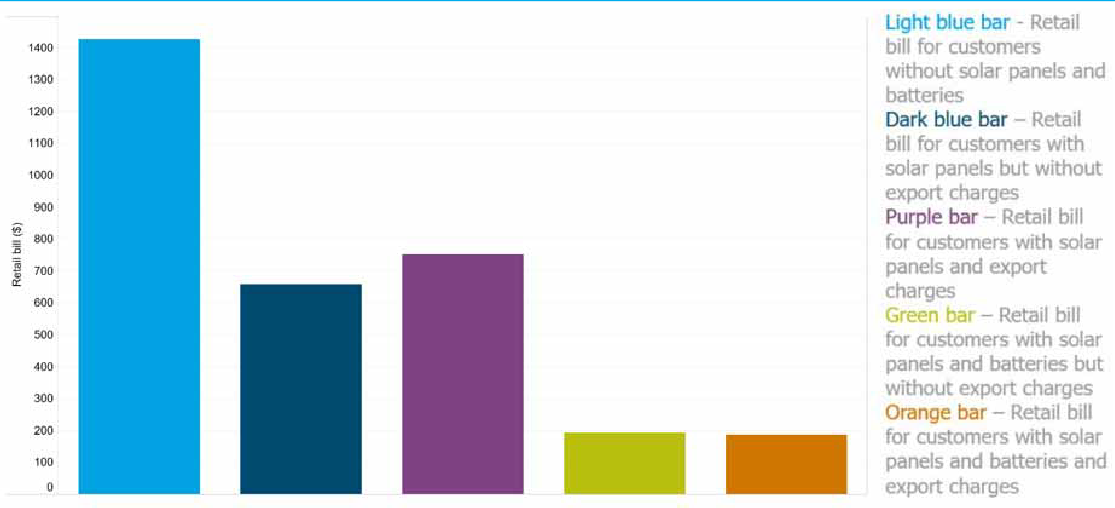 1400
1300
1200
1100
1000
900
800
700
600
500
400
300
200
100
0
Retail bill ($)
Light blue bar - Retail
bill for customers
without solar panels and
batteries
Dark blue bar – Retail
bill for customers with
solar panels but without
export charges
Purple bar – Retail bill
for customers with solar
panels and export
charges
Green bar – Retail bill
for customers with solar
panels and batteries but
without export charges
Orange bar – Retail bill
for customers with solar
panels and batteries and
export charges